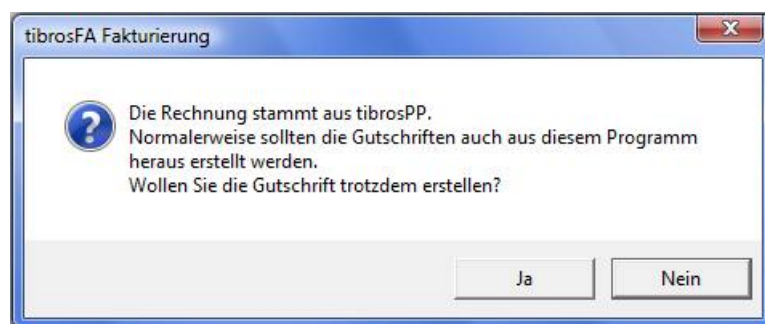 tibrosFA Fakturierung
Die Rechnung stammt aus tibrosPP.
Normalerweise sollten die Gutschriften auch aus diesem Programm
heraus erstellt werden.
Wollen Sie die Gutschrift trotzdem erstellen?
Ja
Nein